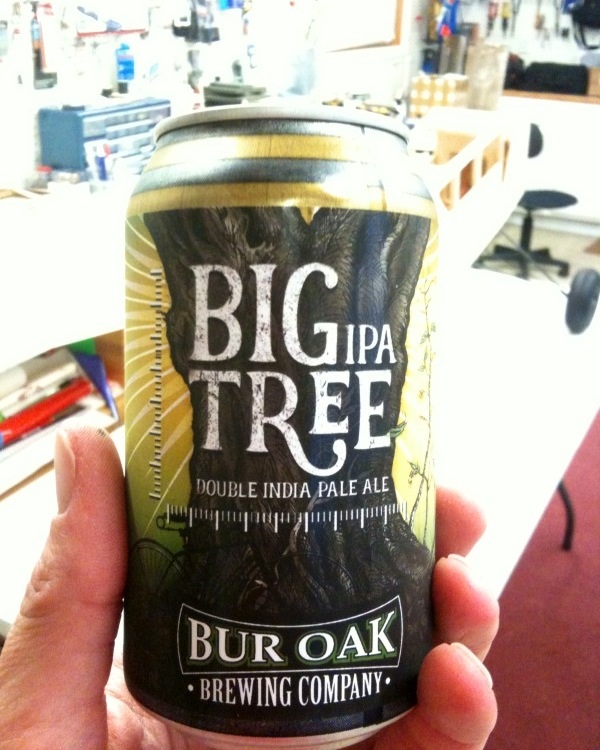 BIG IPA
TREE
DOUBLE INDIA PALE ALE
BUR OAK
• BREWING COMPANY •